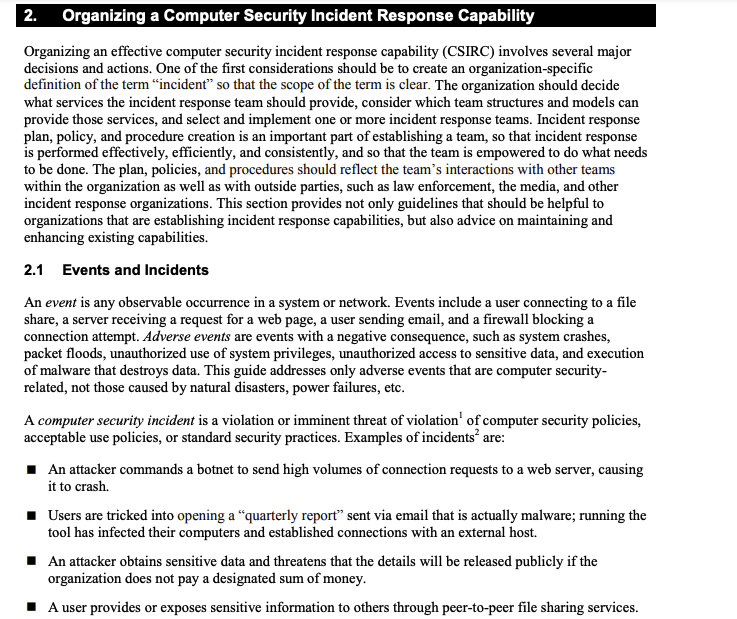 2. Organizing a Computer Security Incident Response Capability
Organizing an effective computer security incident response capability (CSIRC) involves several major
decisions and actions. One of the first considerations should be to create an organization-specific
definition of the term “incident” so that the scope of the term is clear. The organization should decide
what services the incident response team should provide, consider which team structures and models can
provide those services, and select and implement one or more incident response teams. Incident response
plan, policy, and procedure creation is an important part of establishing a team, so that incident response
is performed effectively, efficiently, and consistently, and so that the team is empowered to do what needs
to be done. The plan, policies, and procedures should reflect the team’s interactions with other teams
within the organization as well as with outside parties, such as law enforcement, the media, and other
incident response organizations. This section provides not only guidelines that should be helpful to
organizations that are establishing incident response capabilities, but also advice on maintaining and
enhancing existing capabilities.
2.1 Events and Incidents
An event is any observable occurrence in a system or network. Events include a user connecting to a file
share, a server receiving a request for a web page, a user sending email, and a firewall blocking a
connection attempt. Adverse events are events with a negative consequence, such as system crashes,
packet floods, unauthorized use of system privileges, unauthorized access to sensitive data, and execution
of malware that destroys data. This guide addresses only adverse events that are computer security-
related, not those caused by natural disasters, power failures, etc.
A computer security incident is a violation or imminent threat of violation¹ of computer security policies,
acceptable use policies, or standard security practices. Examples of incidents² are:
■ An attacker commands a botnet to send high volumes of connection requests to a web server, causing
it to crash.
■ Users are tricked into opening a “quarterly report” sent via email that is actually malware; running the
tool has infected their computers and established connections with an external host.
■ An attacker obtains sensitive data and threatens that the details will be released publicly if the
organization does not pay a designated sum of money.
■ A user provides or exposes sensitive information to others through peer-to-peer file sharing services.